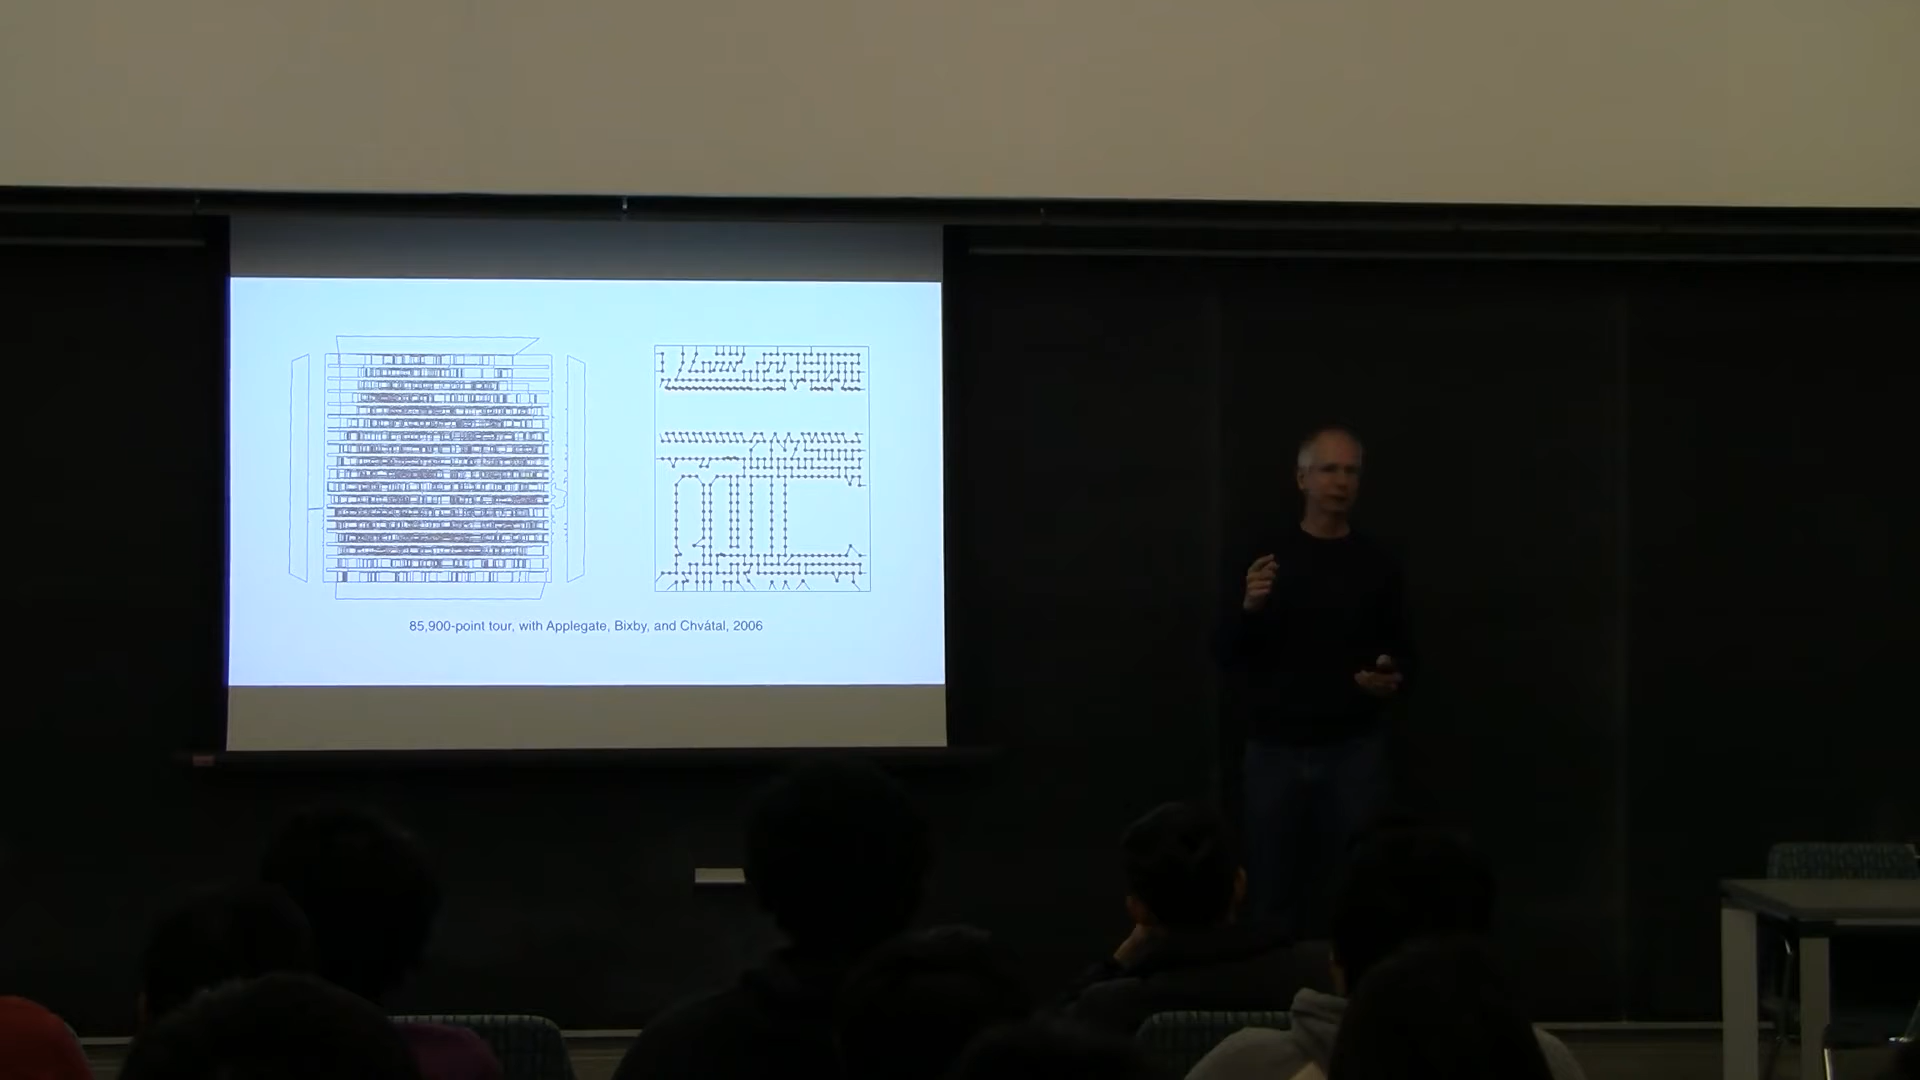 85,900-point tour, with Applegate, Bixby, and Chvátal, 2006